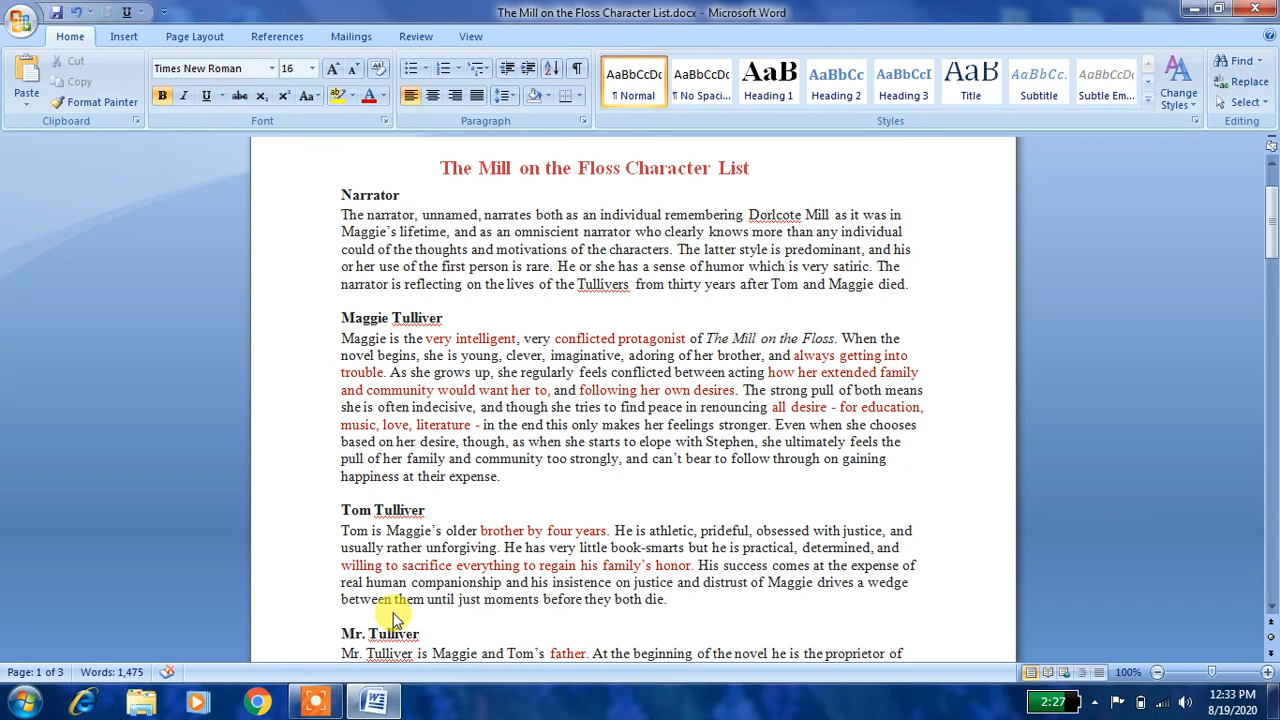 The Mill on the Floss Character List.docx - Microsoft Word
Home Insert Page Layout References Mailings Review View
Paste Cut Copy Format Painter Clipboard
Times New Roman 16 Font
Paragraph
AaBbCcDc AaBbCcDc AaB AaBbCc AaBbCcI AaB AaBbCcI AaBbCcDc
¶ Normal ¶ No Spaci... Heading 1 Heading 2 Heading 3 Title Subtitle Subtle Em...
Change Styles Styles
Find Replace Select Editing
The Mill on the Floss Character List
Narrator
The narrator, unnamed, narrates both as an individual remembering Dorlcote Mill as it was in
Maggie’s lifetime, and as an omniscient narrator who clearly knows more than any individual
could of the thoughts and motivations of the characters. The latter style is predominant, and his
or her use of the first person is rare. He or she has a sense of humor which is very satiric. The
narrator is reflecting on the lives of the Tullivers from thirty years after Tom and Maggie died.
Maggie Tulliver
Maggie is the very intelligent, very conflicted protagonist of The Mill on the Floss. When the
novel begins, she is young, clever, imaginative, adoring of her brother, and always getting into
trouble. As she grows up, she regularly feels conflicted between acting how her extended family
and community would want her to, and following her own desires. The strong pull of both means
she is often indecisive, and though she tries to find peace in renouncing all desire - for education,
music, love, literature - in the end this only makes her feelings stronger. Even when she chooses
based on her desire, though, as when she starts to elope with Stephen, she ultimately feels the
pull of her family and community too strongly, and can’t bear to follow through on gaining
happiness at their expense.
Tom Tulliver
Tom is Maggie’s older brother by four years. He is athletic, prideful, obsessed with justice, and
usually rather unforgiving. He has very little book-smarts but he is practical, determined, and
willing to sacrifice everything to regain his family’s honor. His success comes at the expense of
real human companionship and his insistence on justice and distrust of Maggie drives a wedge
between them until just moments before they both die.
Mr. Tulliver
Mr. Tulliver is Maggie and Tom’s father. At the beginning of the novel he is the proprietor of
Page: 1 of 3 Words: 1,475 100%
2:27 12:33 PM
8/19/2020